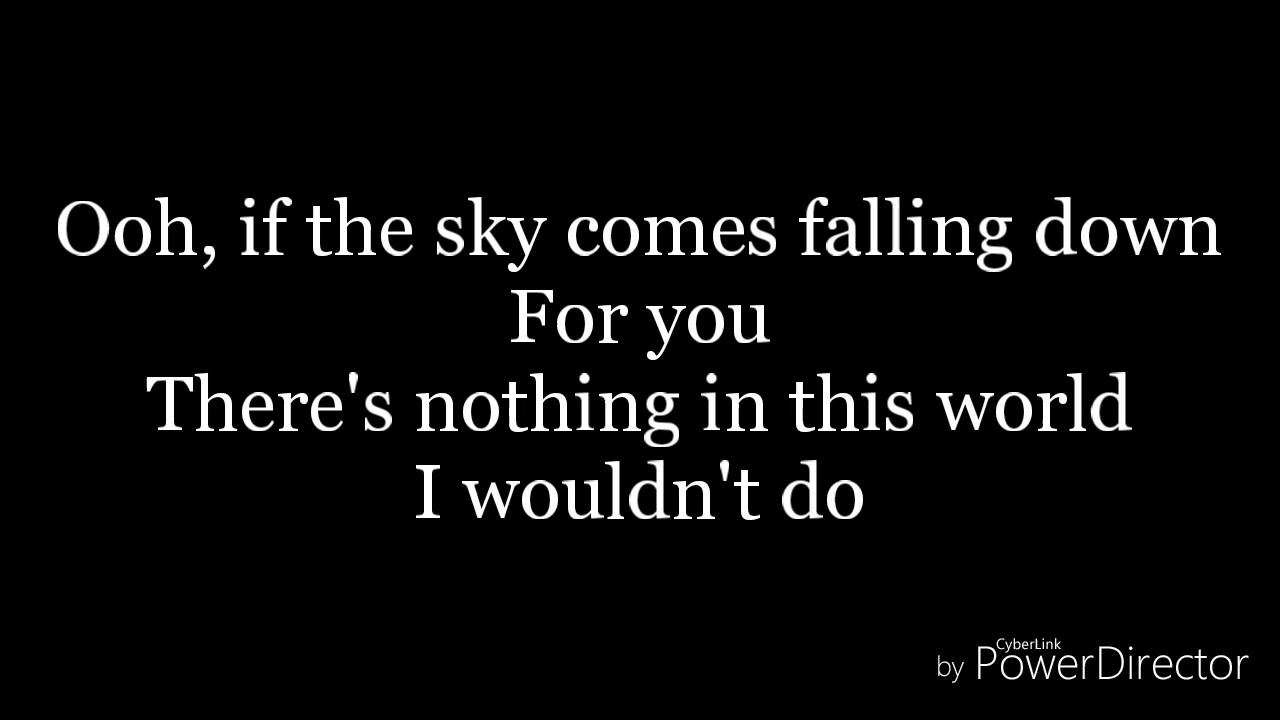 Ooh, if the sky comes falling down
For you
There's nothing in this world
I wouldn't do
by CyberLink PowerDirector